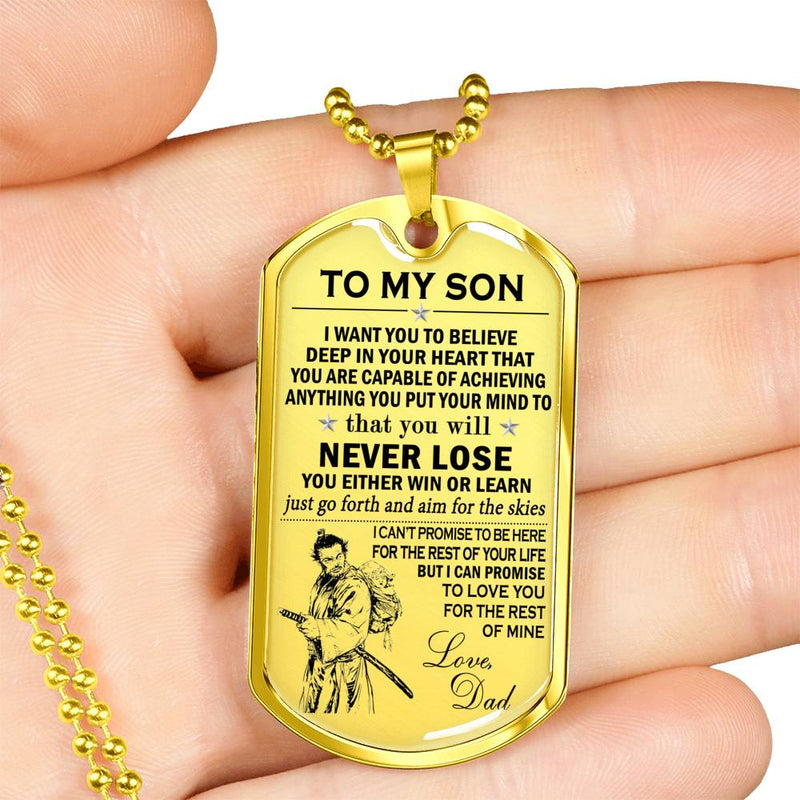 TO MY SON
I WANT YOU TO BELIEVE
DEEP IN YOUR HEART THAT
YOU ARE CAPABLE OF ACHIEVING
ANYTHING YOU PUT YOUR MIND TO
that you will
NEVER LOSE
YOU EITHER WIN OR LEARN
just go forth and aim for the skies
I CAN'T PROMISE TO BE HERE
FOR THE REST OF YOUR LIFE
BUT I CAN PROMISE
TO LOVE YOU
FOR THE REST
OF MINE
Love,
Dad